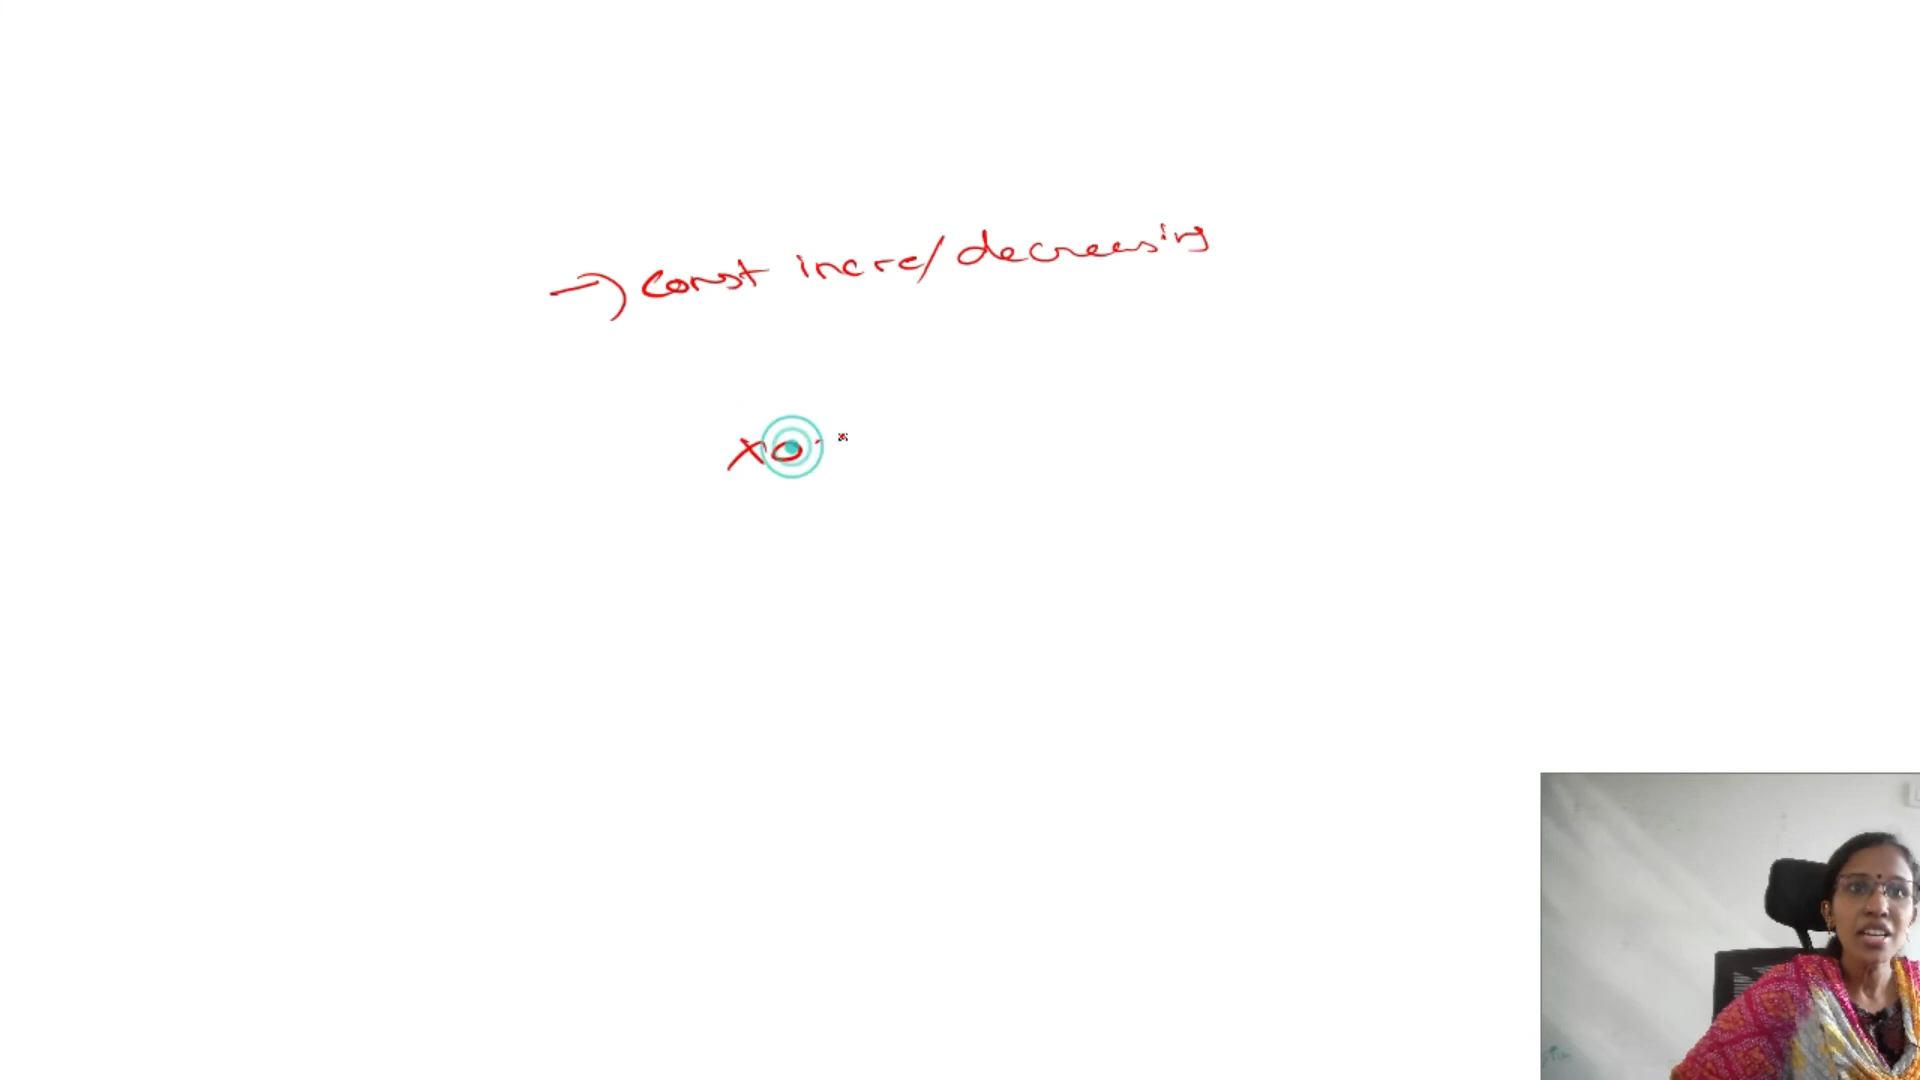 → const incre/decreasing
xo